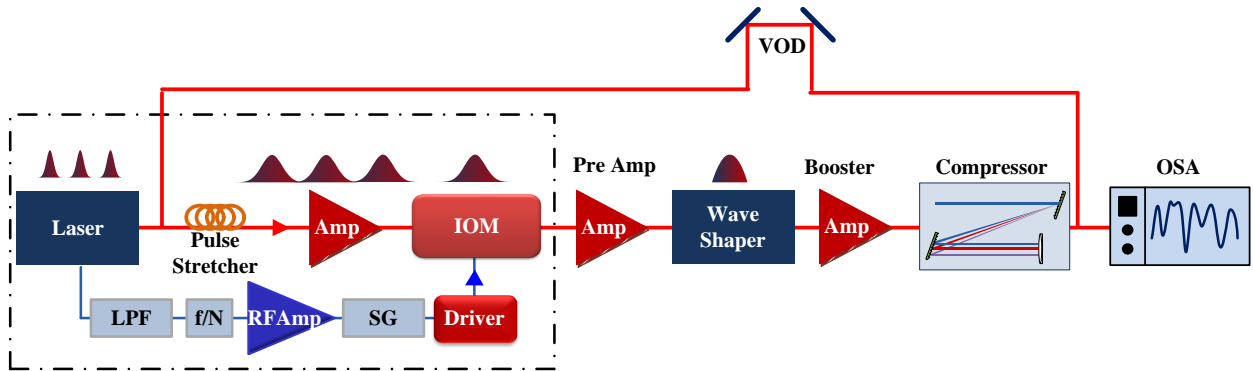 VOD
Pre Amp
Booster
Compressor
OSA
Laser
Pulse
Stretcher
Amp
IOM
Amp
Wave
Shaper
Amp
LPF
f/N
RFAmp
SG
Driver